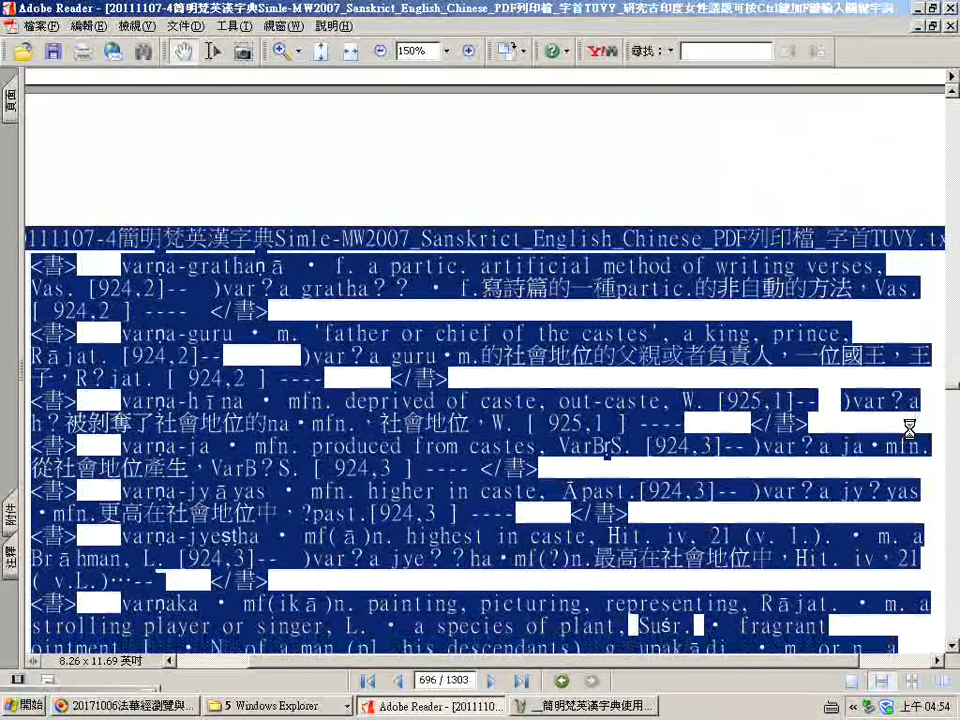 Adobe Reader - [20111107-4簡明梵英漢字典Simle-MW2007_Sanskrict_English_Chinese_PDF列印檔_字首TUVY_研究古印度女性議題可按Ctrl鍵加F鍵輸入關鍵字詞
檔案(F) 編輯(E) 檢視(V) 文件(D) 工具(T) 視窗(W) 說明(H)
150% Y! 尋找：
頁面
111107-4簡明梵英漢字典Simle-MW2007_Sanskrict_English_Chinese_PDF列印檔_字首TUVY.tx
<書> varṇa-grathaṇā • f. a partic. artificial method of writing verses,
Vas. [924,2]-- )var?a gratha?? • f.寫詩篇的一種partic.的非自動的方法，Vas.
[ 924,2 ] ---- </書>
<書> varṇa-guru • m. 'father or chief of the castes', a king, prince,
Rājat. [924,2]-- )var?a guru•m.的社會地位的父親或者負責人，一位國王，王
子，R?jat. [ 924,2 ] ---- </書>
<書> varṇa-hīna • mfn. deprived of caste, out-caste, W. [925,1]-- )var?a
h?被剝奪了社會地位的na•mfn.，社會地位，W. [ 925,1 ] ---- </書>
<書> varṇa-ja • mfn. produced from castes, VarBṛS. [924,3]-- )var?a ja•mfn.
從社會地位產生，VarB?S. [ 924,3 ] ---- </書>
<書> varṇa-jyāyas • mfn. higher in caste, Āpast.[924,3]-- )var?a jy?yas
•mfn.更高在社會地位中，?past.[924,3 ] ---- </書>
<書> varṇa-jyeṣṭha • mf(ā)n. highest in caste, Hit. iv, 21 (v. l.). • m. a
Brāhman, L. [924,3]-- )var?a jye??ha•mf(?)n.最高在社會地位中，Hit. iv, 21
( v.L.)…-- </書>
<書> varṇaka • mf(ikā)n. painting, picturing, representing, Rājat. • m. a
strolling player or singer, L. • a species of plant, Suśr. • fragrant
ointment, L. • N. of a man (pl. his descendants), g. upakādi. • m. or n. a
附件
注釋
8.26 x 11.69 英吋
696 / 1303
開始 20171006法華經瀏覽與... 5 Windows Explorer Adobe Reader - [2011110... __簡明梵英漢字典使用... 上午 04:54